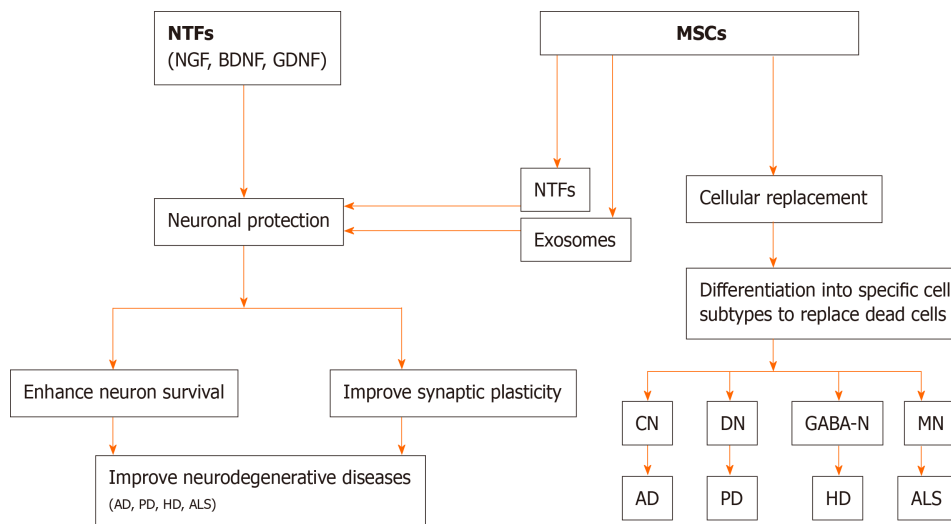 NTFs
(NGF, BDNF, GDNF)
MSCs
NTFs
Exosomes
Neuronal protection
Cellular replacement
Differentiation into specific cell
subtypes to replace dead cells
Enhance neuron survival
Improve synaptic plasticity
CN
DN
GABA-N
MN
Improve neurodegenerative diseases
(AD, PD, HD, ALS)
AD
PD
HD
ALS